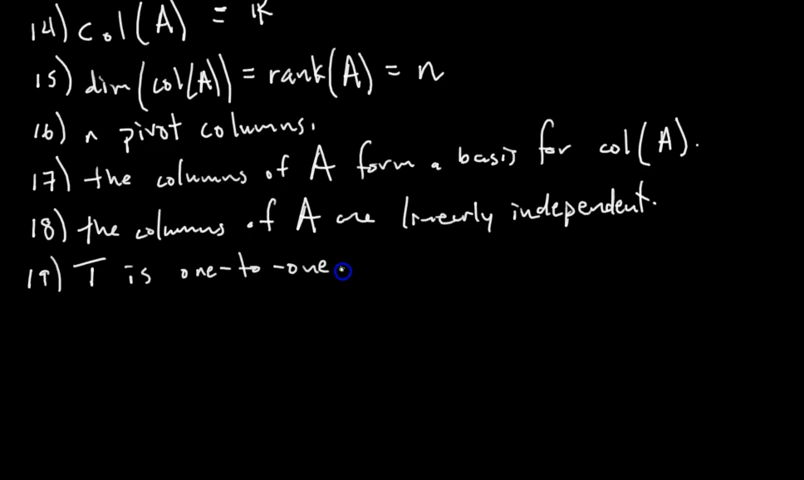 14) Col(A) = IR
15) dim(col(A)) = rank(A) = n
16) n pivot columns.
17) the columns of A form a basis for col(A).
18) the columns of A are linearly independent.
19) T is one-to-one.